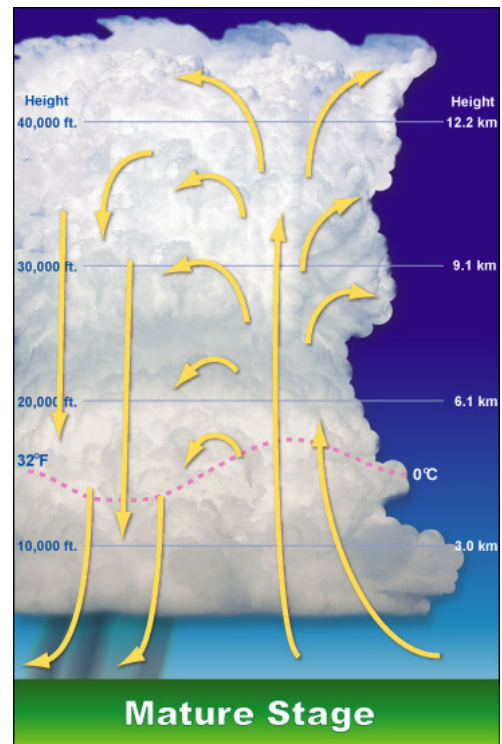 Height
Height
40,000 ft.
12.2 km
30,000 ft.
9.1 km
20,000 ft.
6.1 km
32°F
0°C
10,000 ft.
3.0 km
Mature Stage